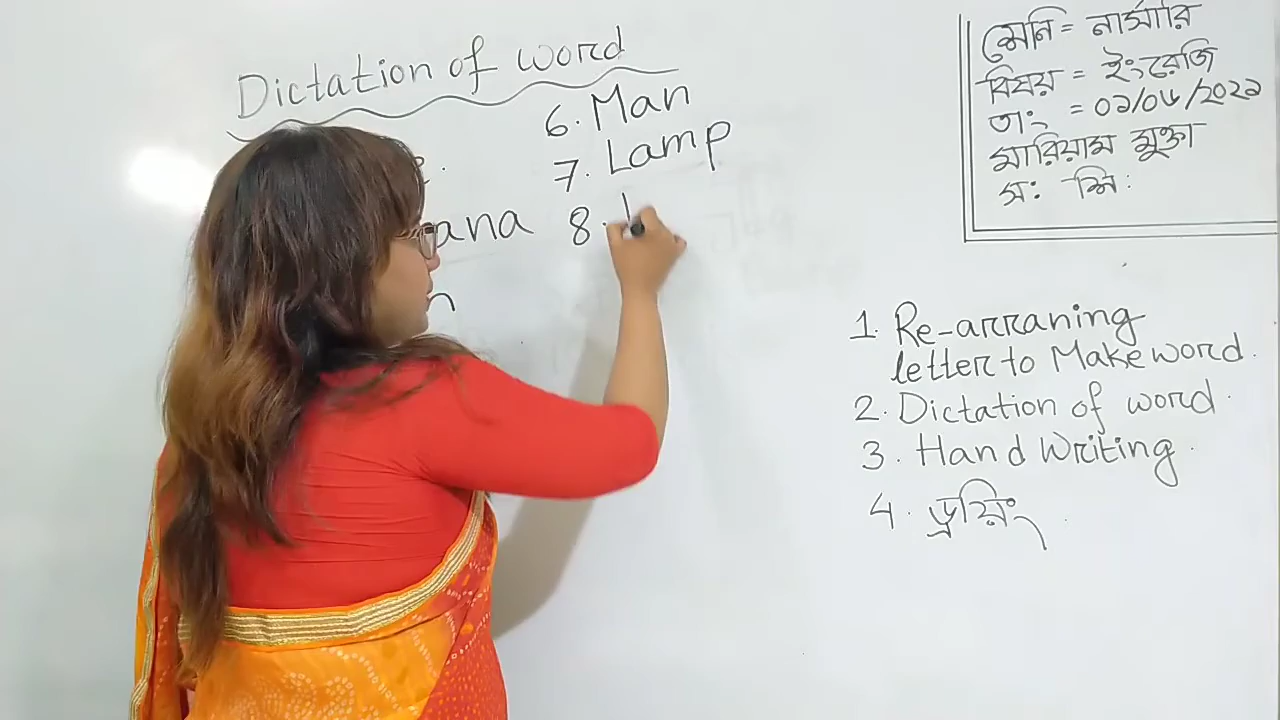 Dictation of word
6. Man
7. Lamp
ana
8.
শ্রেনি = নার্সারি
বিষয় = ইংরেজি
তাং = ০২/০৬/২০২২
মারিয়াম মুক্তা
স: শি:
1. Re-arraning
letter to Make word.
2. Dictation of word.
3. Hand Writing.
4. ড্রয়িং